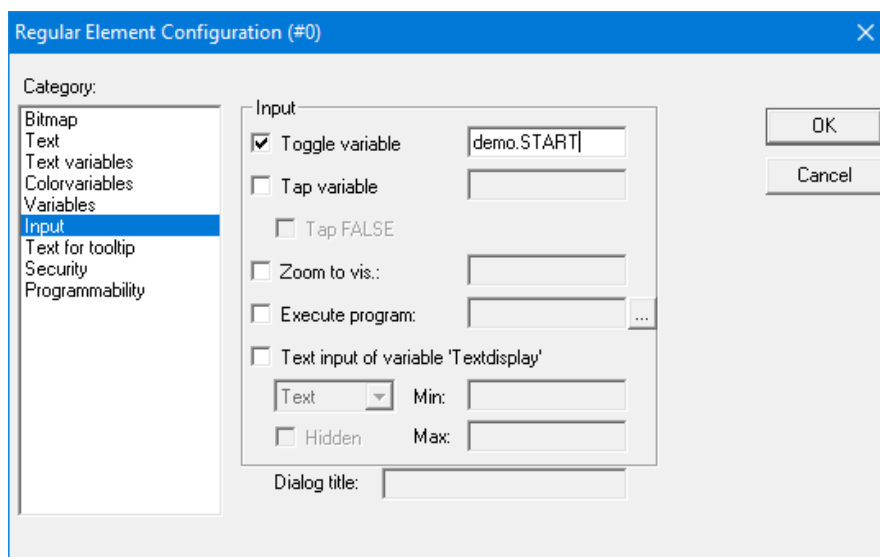 Regular Element Configuration (#0)
Category:
Bitmap
Text
Text variables
Colorvariables
Variables
Input
Text for tooltip
Security
Programmability
Input
Toggle variable demo.START
Tap variable
Tap FALSE
Zoom to vis.:
Execute program: ...
Text input of variable 'Textdisplay'
Text Min:
Hidden Max:
Dialog title:
OK
Cancel